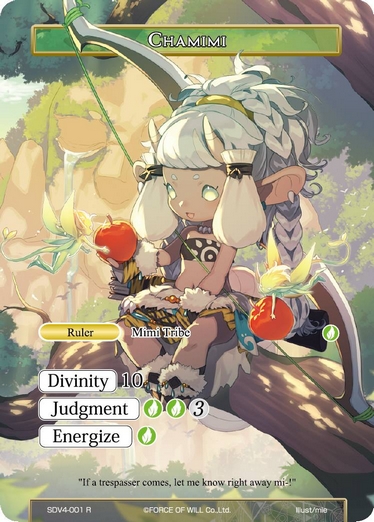 Chamimi
Ruler Mimi Tribe
Divinity 10
Judgment 3
Energize
"If a trespasser comes, let me know right away mi-!"
SDV4-001 R ©FORCE OF WILL Co.,Ltd. Illust/mie